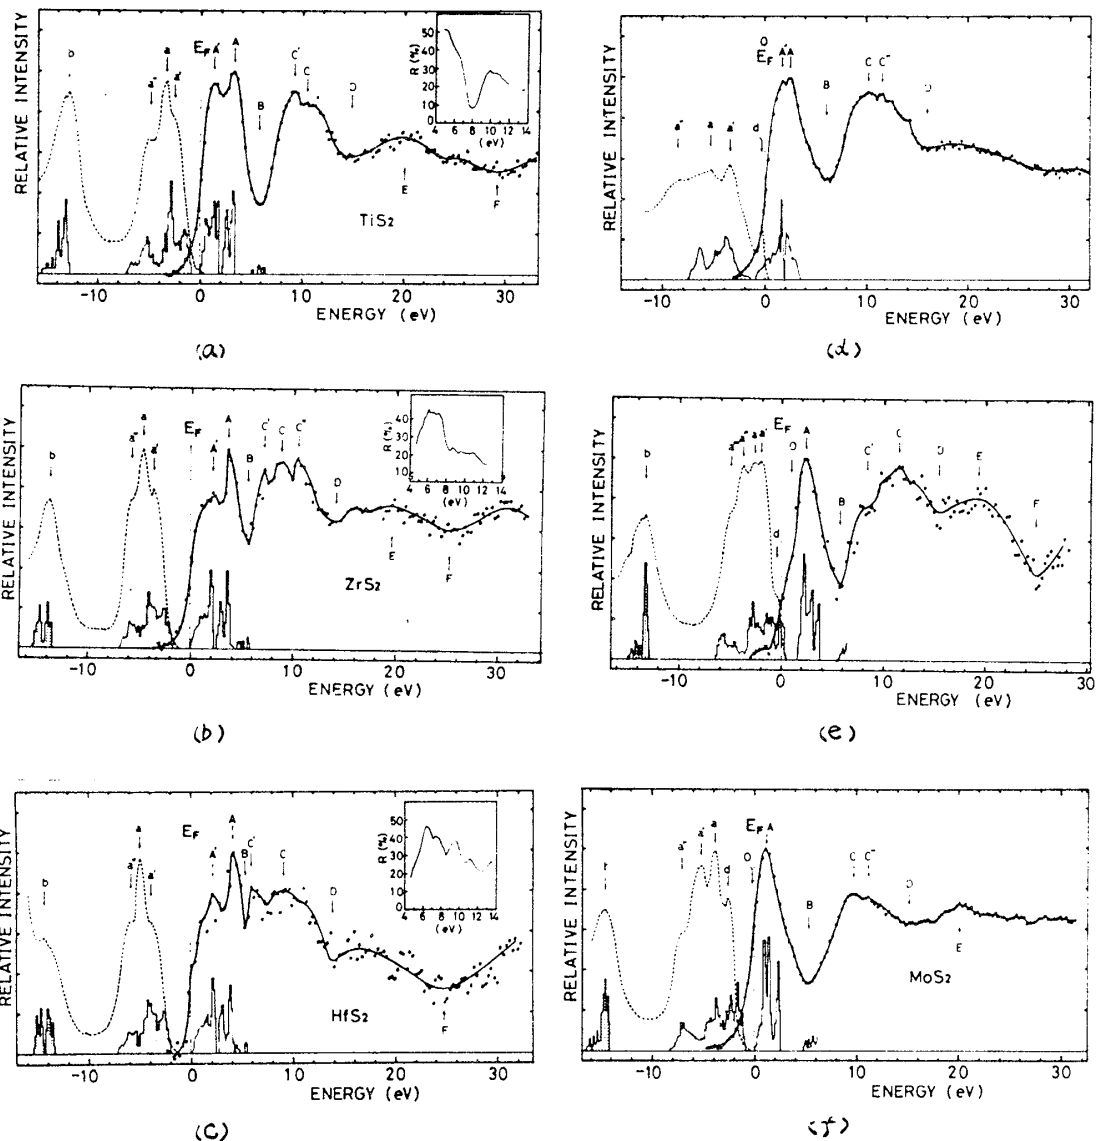 RELATIVE INTENSITY
b a" a a' E_F A' A B C' C D E F
TiS2
R(%)
50
40
30
20
10
4 6 8 10 12 14
(eV)
-10 0 10 20 30
ENERGY (eV)
(a)
RELATIVE INTENSITY
a" a a' d O E_F A' A B C C" D
-10 0 10 20 30
ENERGY (eV)
(d)
RELATIVE INTENSITY
b a" a a' E_F A' A B C' C C" D E F
ZrS2
R(%)
40
30
20
10
4 6 8 10 12 14
(eV)
-10 0 10 20 30
ENERGY (eV)
(b)
RELATIVE INTENSITY
b a a' d E_F O A B C' C D E F
-10 0 10 20 30
ENERGY (eV)
(e)
RELATIVE INTENSITY
b a" a a' E_F A' A B C' C D F
HfS2
R(%)
50
40
30
20
10
4 6 8 10 12 14
(eV)
-10 0 10 20 30
ENERGY (eV)
(c)
RELATIVE INTENSITY
a" a' a d O E_F A B C C" D E
MoS2
-10 0 10 20 30
ENERGY (eV)
(f)